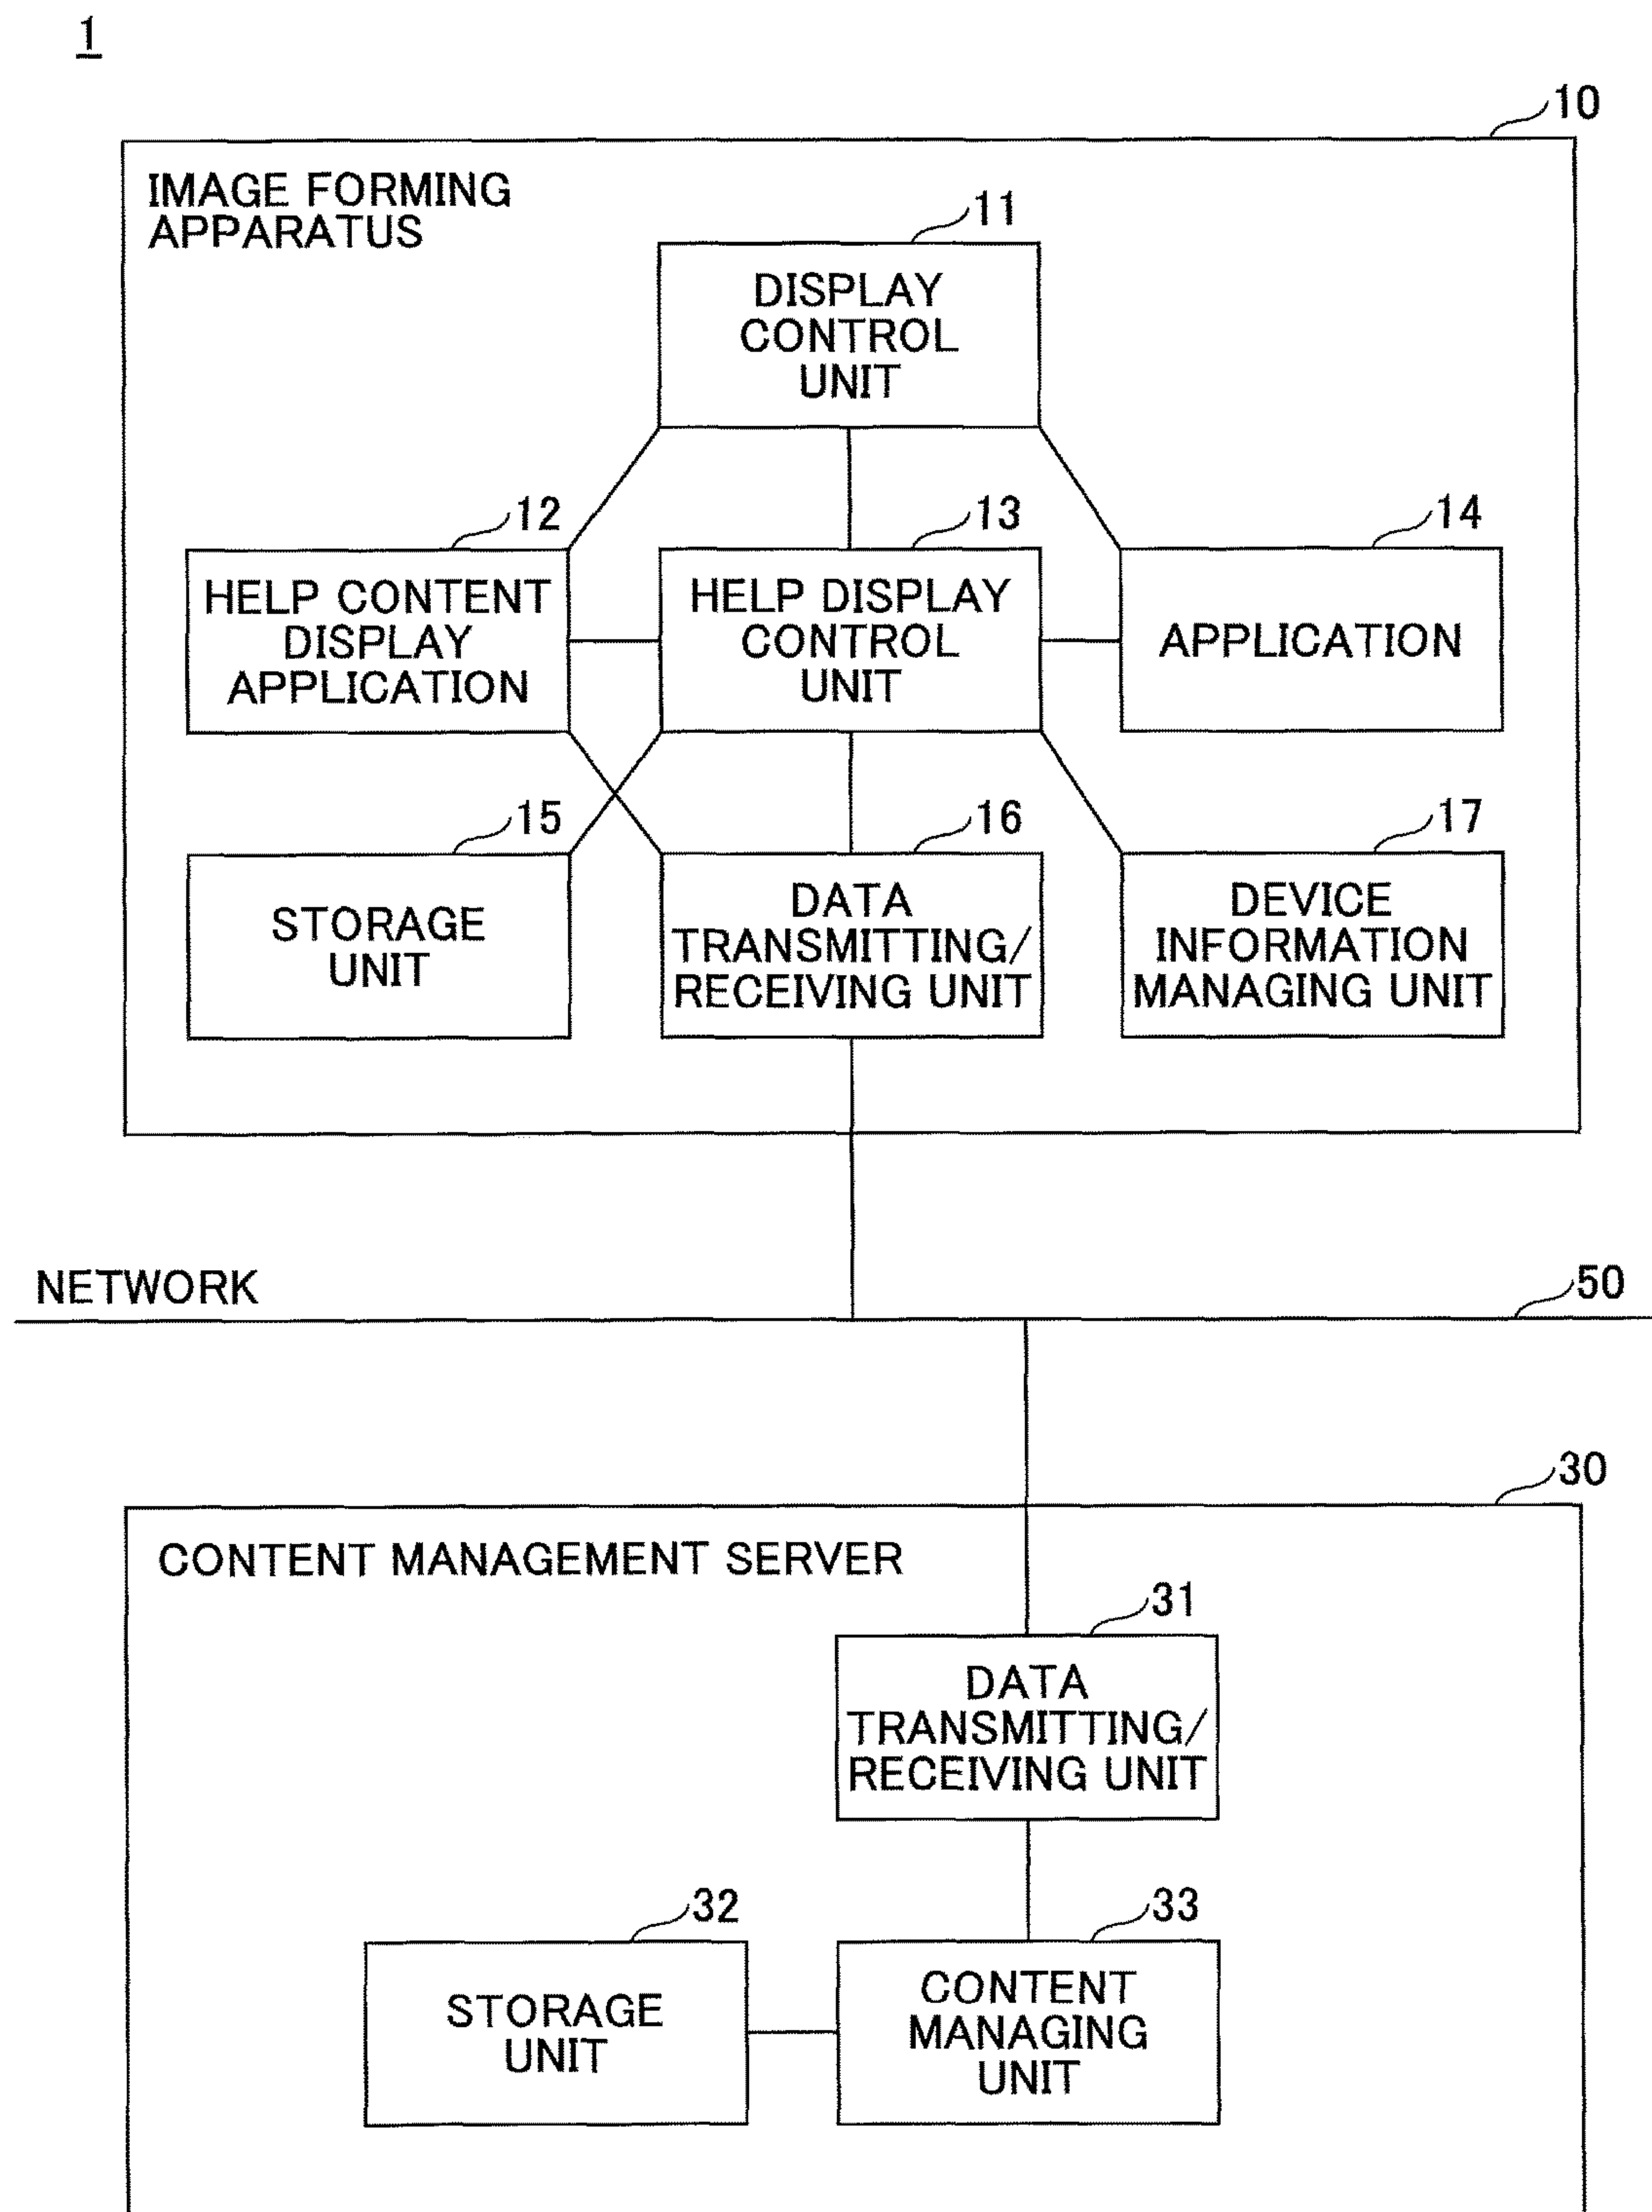 1
10
IMAGE FORMING
APPARATUS
11
DISPLAY
CONTROL
UNIT
12
HELP CONTENT
DISPLAY
APPLICATION
13
HELP DISPLAY
CONTROL
UNIT
14
APPLICATION
15
STORAGE
UNIT
16
DATA
TRANSMITTING/
RECEIVING UNIT
17
DEVICE
INFORMATION
MANAGING UNIT
NETWORK
50
30
CONTENT MANAGEMENT SERVER
31
DATA
TRANSMITTING/
RECEIVING UNIT
32
STORAGE
UNIT
33
CONTENT
MANAGING
UNIT